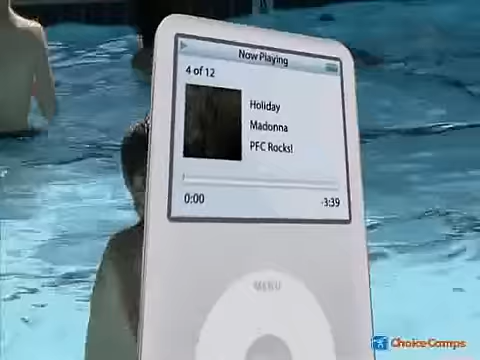 Now Playing
4 of 12
Holiday
Madonna
PFC Rocks!
0:00
-3:39
MENU
ChoiceCamps